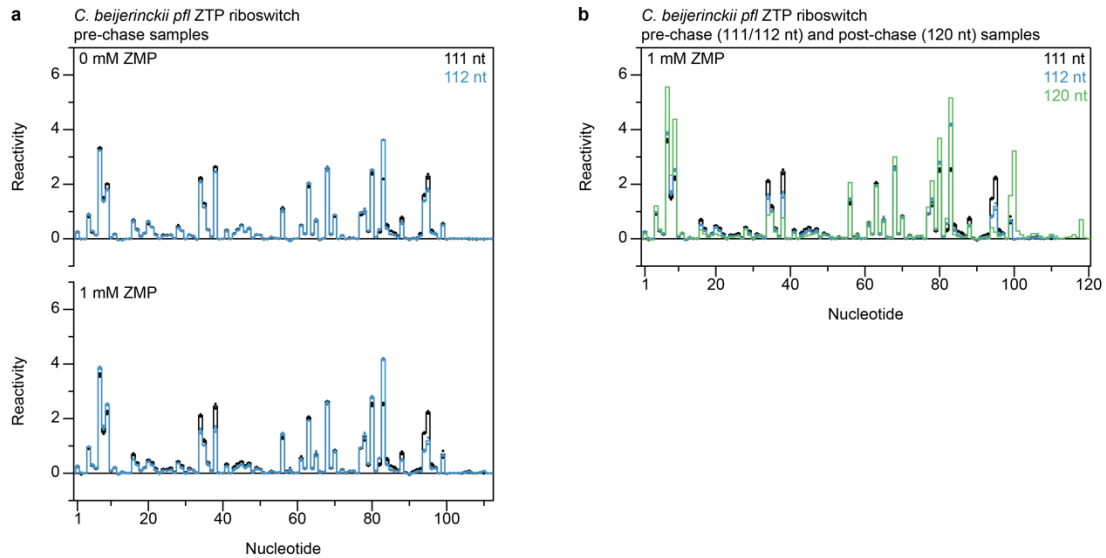 a
C. beijerinckii pfl ZTP riboswitch
pre-chase samples
0 mM ZMP
111 nt
112 nt
6
4
2
0
Reactivity
1 mM ZMP
6
4
2
0
Reactivity
1 20 40 60 80 100
Nucleotide
b
C. beijerinckii pfl ZTP riboswitch
pre-chase (111/112 nt) and post-chase (120 nt) samples
1 mM ZMP
111 nt
112 nt
120 nt
6
4
2
0
Reactivity
1 20 40 60 80 100 120
Nucleotide